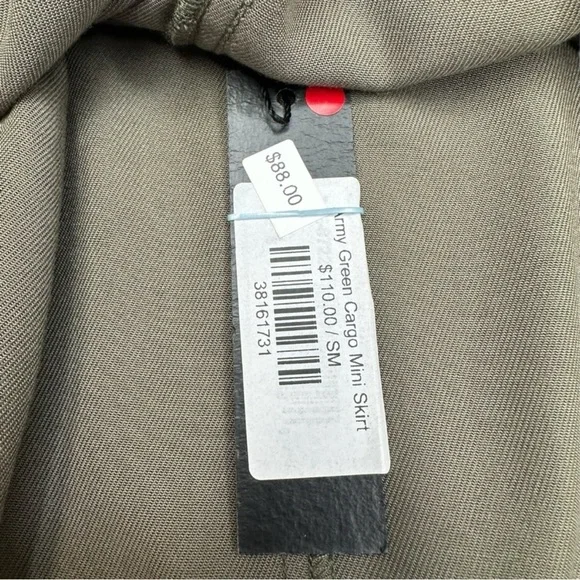 $88.00
Army Green Cargo Mini Skirt
$110.00 / SM
38161731